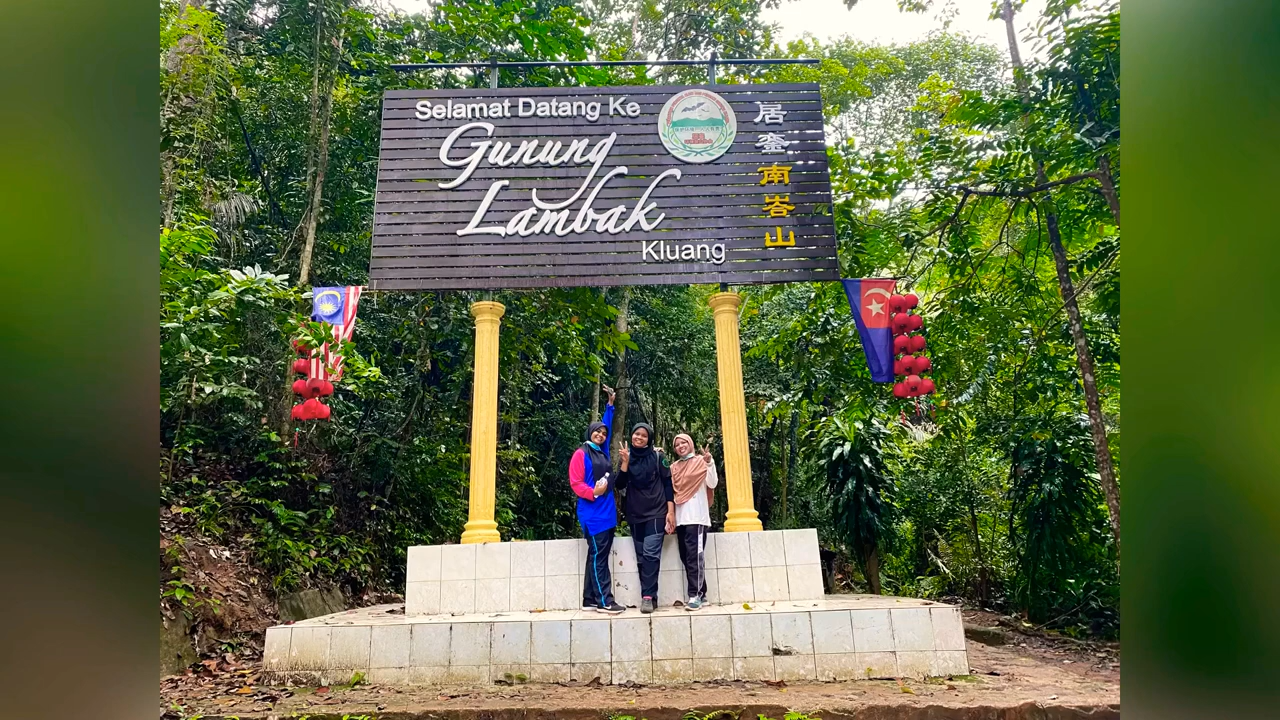 Selamat Datang Ke
Gunung
Lambak
Kluang
居
銮
南
峇
山